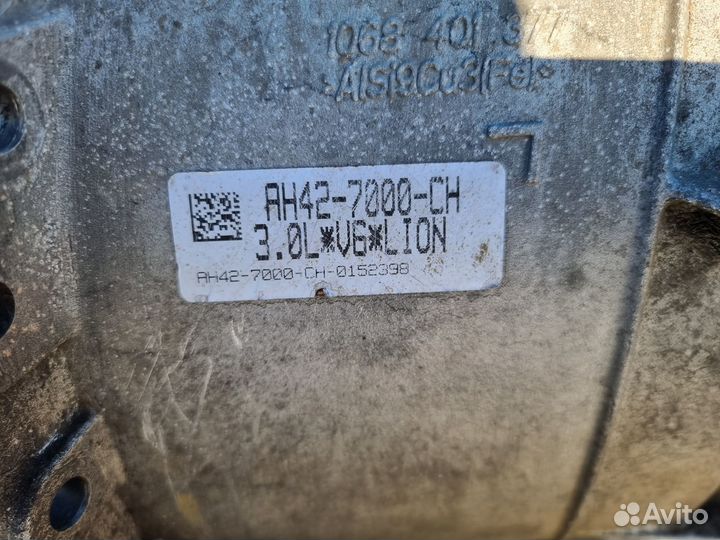 1068 401 377
>AlSi9Cu3(Fe)<
AH42-7000-CH
3.0L*V6*LION
AH42-7000-CH-0152398
Avito